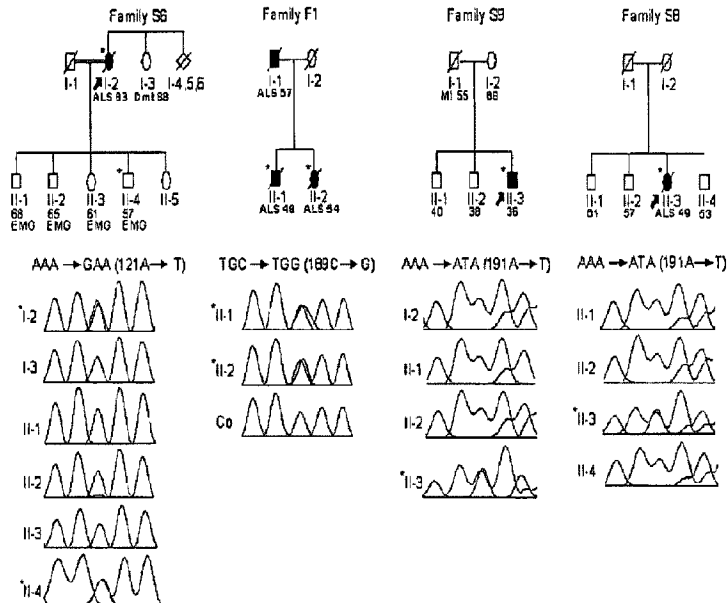 Family S6
Family F1
Family S9
Family S8
* I-1 I-2 I-3 I-4,5,6
ALS 83
I-1 I-2
ALS 57
I-1 I-2
MI 55 66
I-1 I-2
*
II-1 II-2 II-3 II-4 II-5
68 65 61 57
EMG EMG EMG EMG
* *
II-1 II-2
ALS 48 ALS 54
*
II-1 II-2 II-3
40 38 36
*
II-1 II-2 II-3 II-4
61 57 ALS 49 53
AAA → GAA (121A → T)
*I-2
I-3
II-1
II-2
II-3
*II-4
TGC → TGG (189C → G)
*II-1
*II-2
Co
AAA → ATA (191A → T)
I-2
II-1
II-2
*II-3
AAA → ATA (191A → T)
II-1
II-2
*II-3
II-4